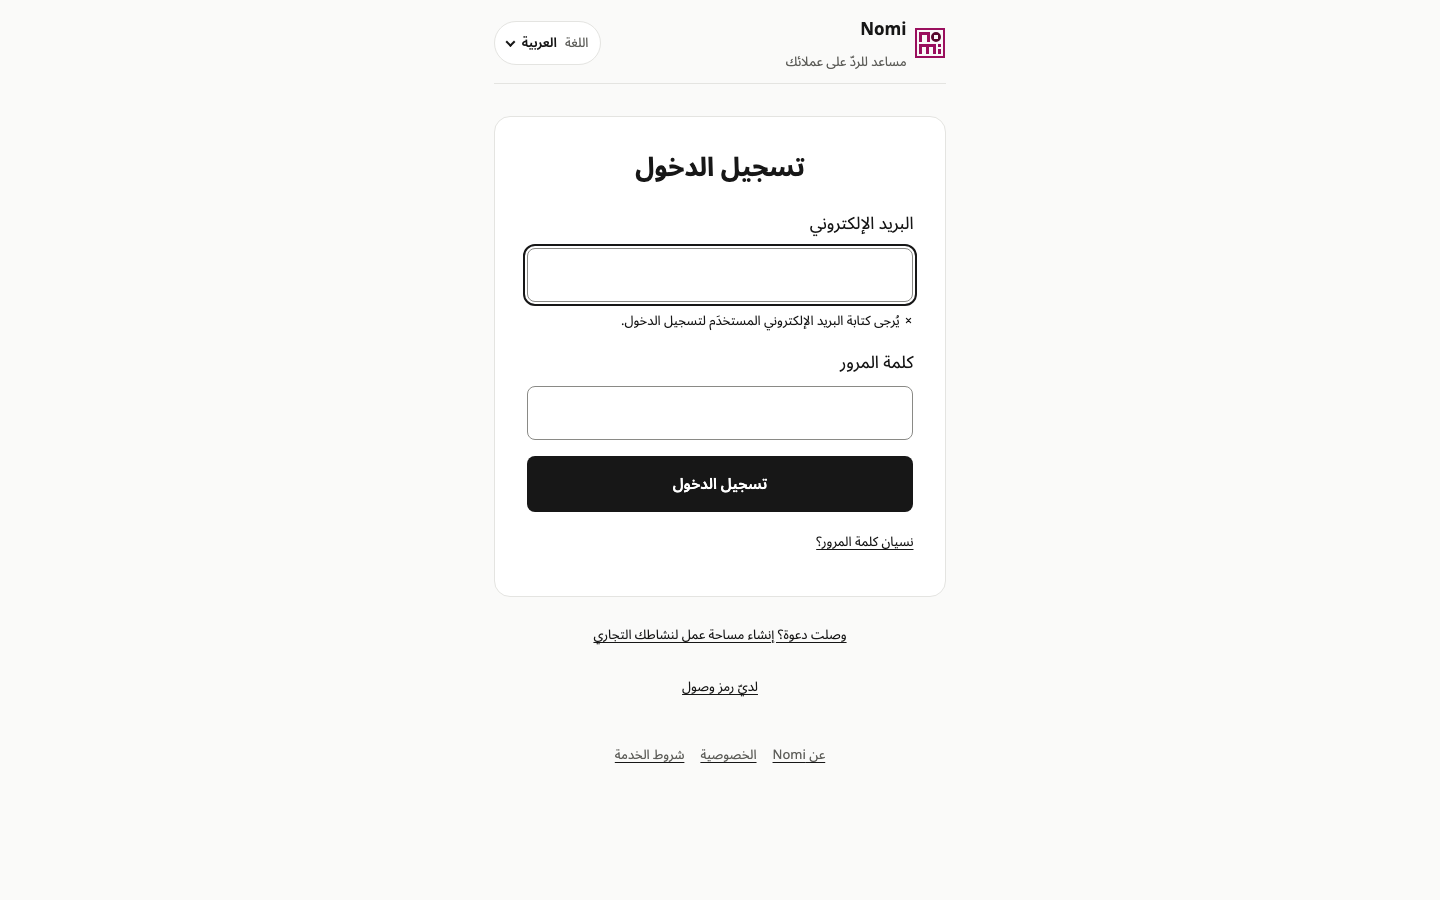 Nomi
مساعد للردّ على عملائك
اللغة العربية
تسجيل الدخول
البريد الإلكتروني
× يُرجى كتابة البريد الإلكتروني المستخدَم لتسجيل الدخول.
كلمة المرور
تسجيل الدخول
نسيان كلمة المرور؟
وصلت دعوة؟ إنشاء مساحة عمل لنشاطك التجاري
لديّ رمز وصول
عن Nomi الخصوصية شروط الخدمة